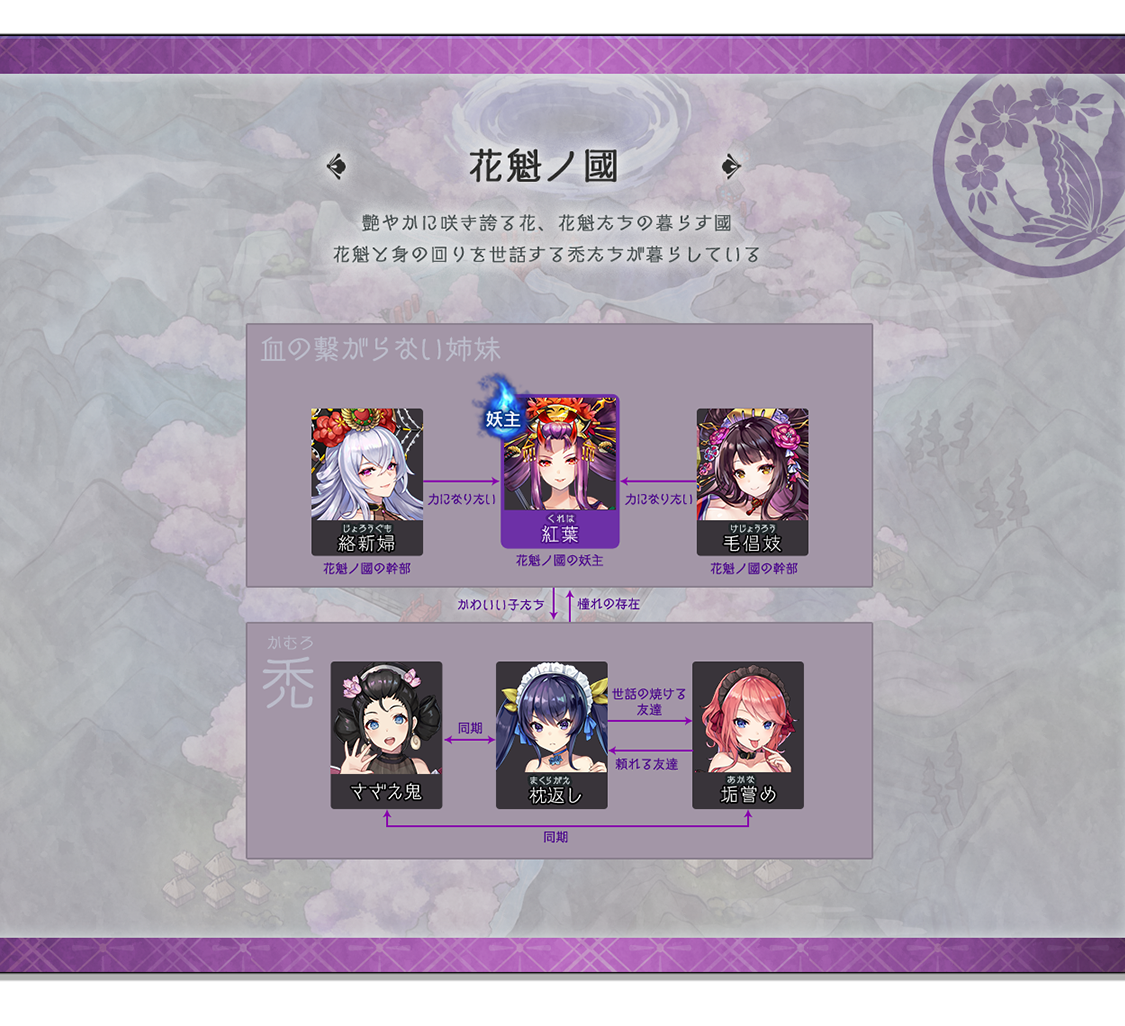 花魁ノ國
艶やかに咲き誇る花、花魁たちの暮らす國
花魁と身の回りを世話する禿たちが暮らしている
血の繋がらない姉妹
妖主
力になりたい
力になりたい
じょろうぐも
絡新婦
花魁ノ國の幹部
くれは
紅葉
花魁ノ國の妖主
けじょうろう
毛倡妓
花魁ノ國の幹部
かわいい子たち
憧れの存在
かむろ
禿
さざえ鬼
同期
まくらがえ
枕返し
世話の焼ける
友達
頼れる友達
あかな
垢嘗め
同期